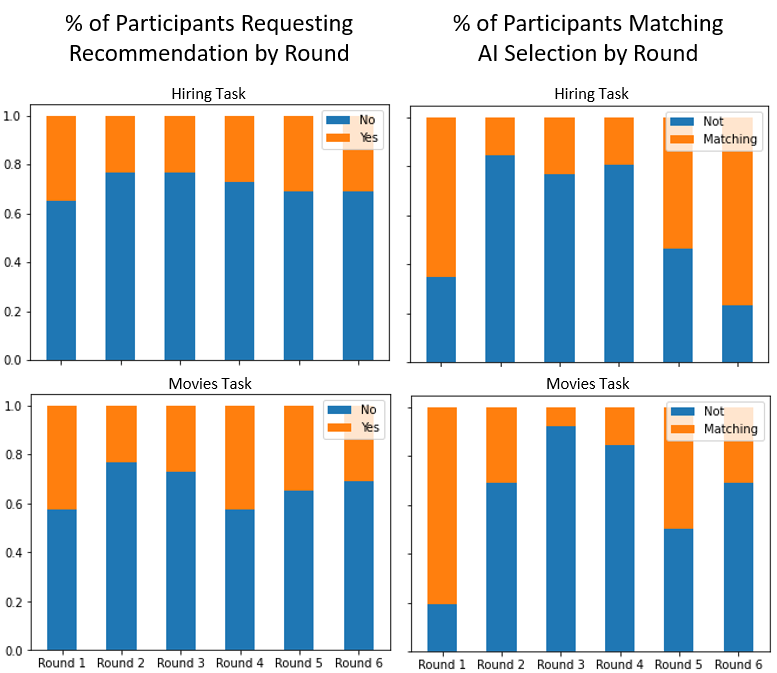 % of Participants Requesting
Recommendation by Round
% of Participants Matching
AI Selection by Round
Hiring Task
No
Yes
1.0
0.8
0.6
0.4
0.2
0.0
Hiring Task
Not
Matching
Movies Task
No
Yes
1.0
0.8
0.6
0.4
0.2
0.0
Round 1 Round 2 Round 3 Round 4 Round 5 Round 6
Movies Task
Not
Matching
Round 1 Round 2 Round 3 Round 4 Round 5 Round 6